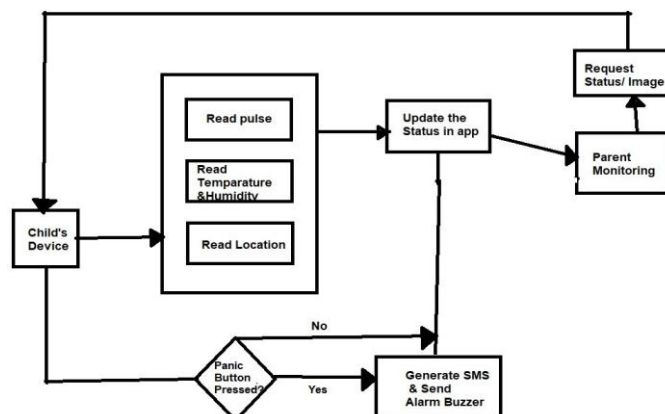 Request
Status/ Image
Read pulse
Update the
Status in app
Parent
Monitoring
Read
Temparature
&Humidity
Child's
Device
Read Location
No
Panic
Button
Pressed?
Yes
Generate SMS
& Send
Alarm Buzzer